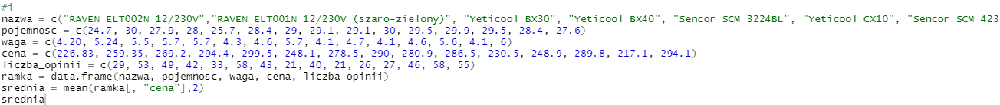 #i
nazwa = c("RAVEN ELT002N 12/230V","RAVEN ELT001N 12/230V (szaro-zielony)", "Yeticool BX30", "Yeticool BX40", "Sencor SCM 3224BL", "Yeticool CX10", "Sencor SCM 423
pojemnosc = c(24.7, 30, 27.9, 28, 25.7, 28.4, 29, 29.1, 29.1, 30, 29.5, 29.9, 29.5, 28.4, 27.6)
waga = c(4.20, 5.24, 5.5, 5.7, 5.7, 4.3, 4.6, 5.7, 4.1, 4.7, 4.1, 4.6, 5.6, 4.1, 6)
cena = c(226.83, 259.35, 269.2, 294.4, 299.5, 248.1, 278.5, 290, 280.9, 286.5, 230.5, 248.9, 289.8, 217.1, 294.1)
liczba_opinii = c(29, 53, 49, 42, 33, 58, 43, 21, 40, 21, 26, 27, 46, 58, 55)
ramka = data.frame(nazwa, pojemnosc, waga, cena, liczba_opinii)
srednia = mean(ramka[, "cena"],2)
srednia